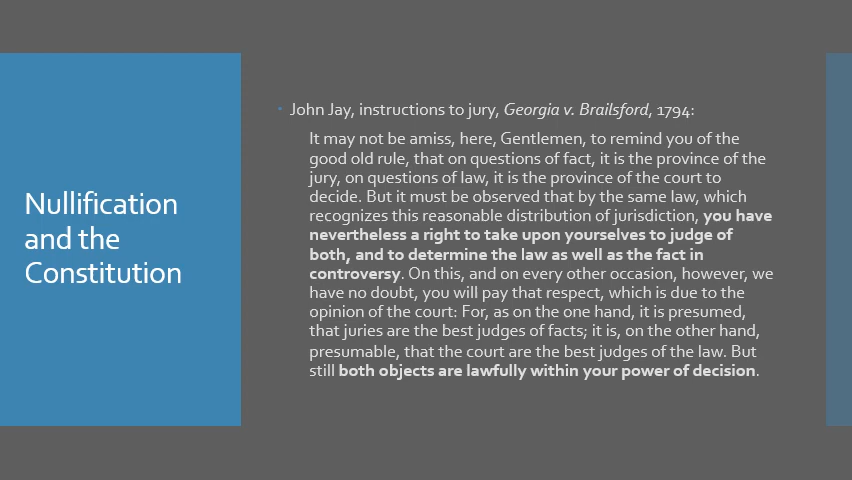 Nullification
and the
Constitution
John Jay, instructions to jury, Georgia v. Brailsford, 1794:
It may not be amiss, here, Gentlemen, to remind you of the
good old rule, that on questions of fact, it is the province of the
jury, on questions of law, it is the province of the court to
decide. But it must be observed that by the same law, which
recognizes this reasonable distribution of jurisdiction, you have
nevertheless a right to take upon yourselves to judge of
both, and to determine the law as well as the fact in
controversy. On this, and on every other occasion, however, we
have no doubt, you will pay that respect, which is due to the
opinion of the court: For, as on the one hand, it is presumed,
that juries are the best judges of facts; it is, on the other hand,
presumable, that the court are the best judges of the law. But
still both objects are lawfully within your power of decision.